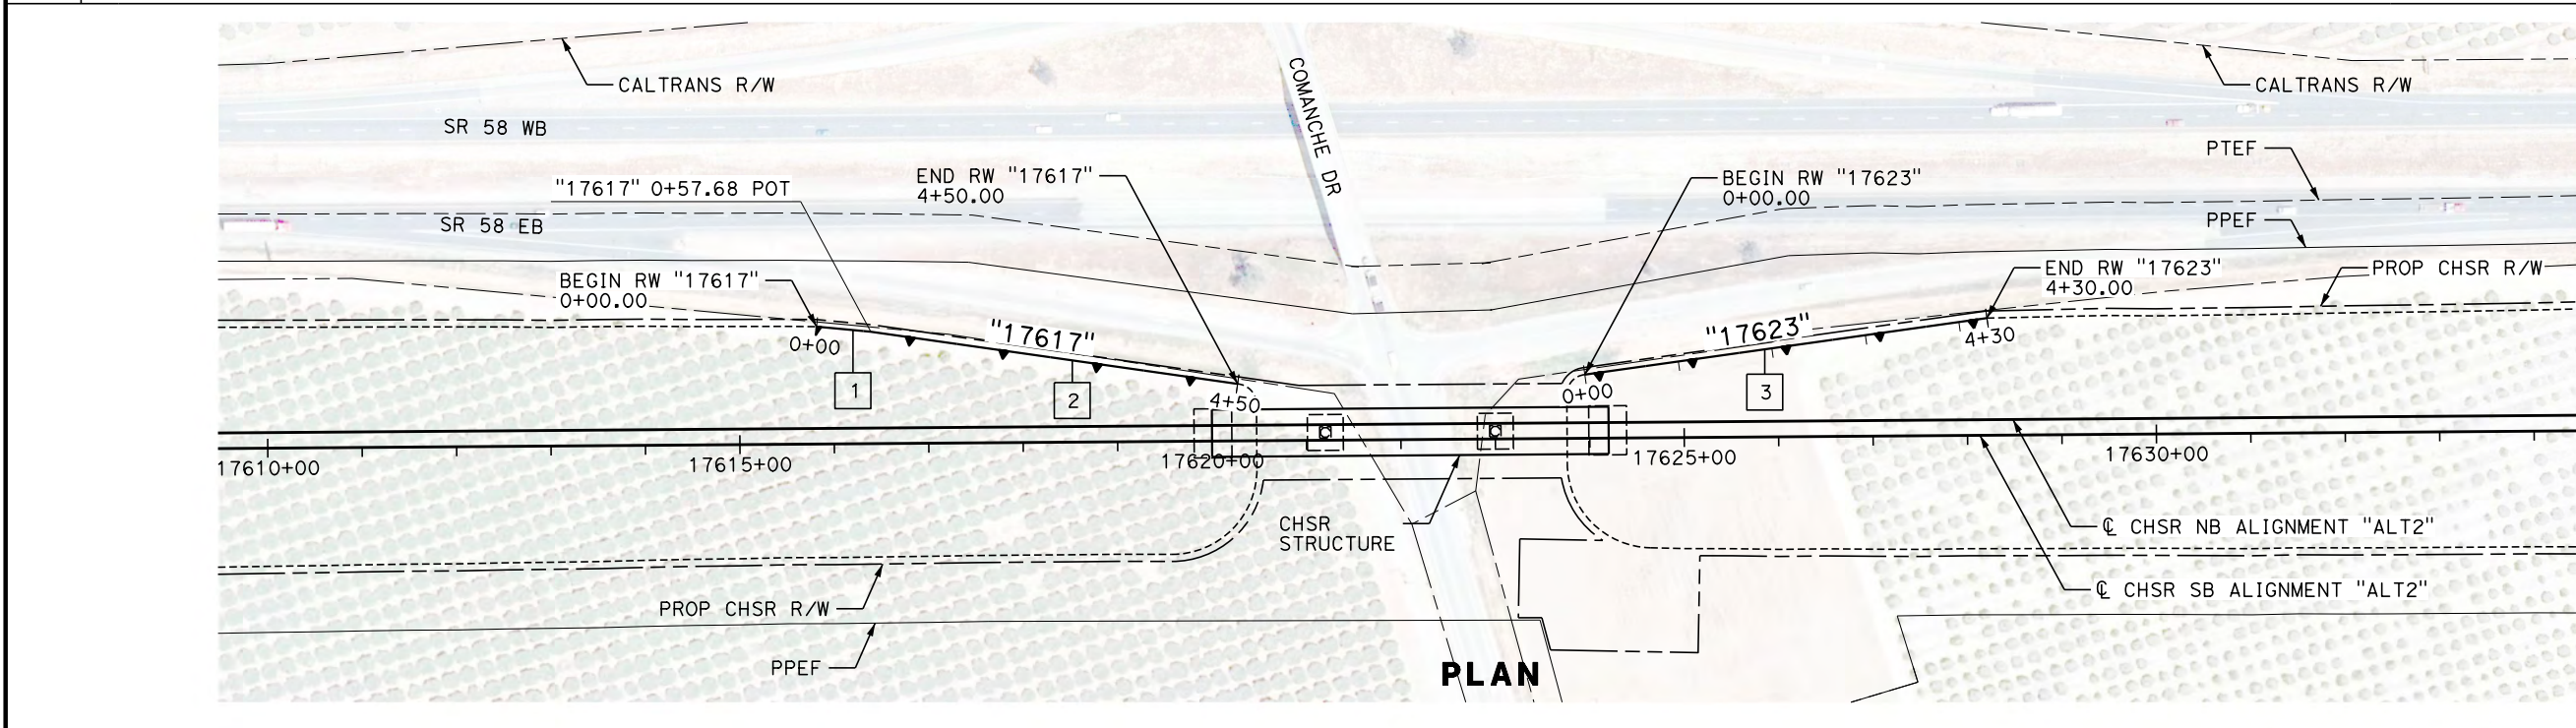 CALTRANS R/W
CALTRANS R/W
COMANCHE DR
SR 58 WB
PTEF
END RW "17617"
4+50.00
BEGIN RW "17623"
0+00.00
"17617" 0+57.68 POT
PPEF
SR 58 EB
END RW "17623"
4+30.00
PROP CHSR R/W
BEGIN RW "17617"
0+00.00
"17617"
"17623"
0+00
4+30
1
2
3
4+50
0+00
17610+00
17615+00
17620+00
17625+00
17630+00
CHSR
STRUCTURE
℄ CHSR NB ALIGNMENT "ALT2"
℄ CHSR SB ALIGNMENT "ALT2"
PROP CHSR R/W
PPEF
PLAN